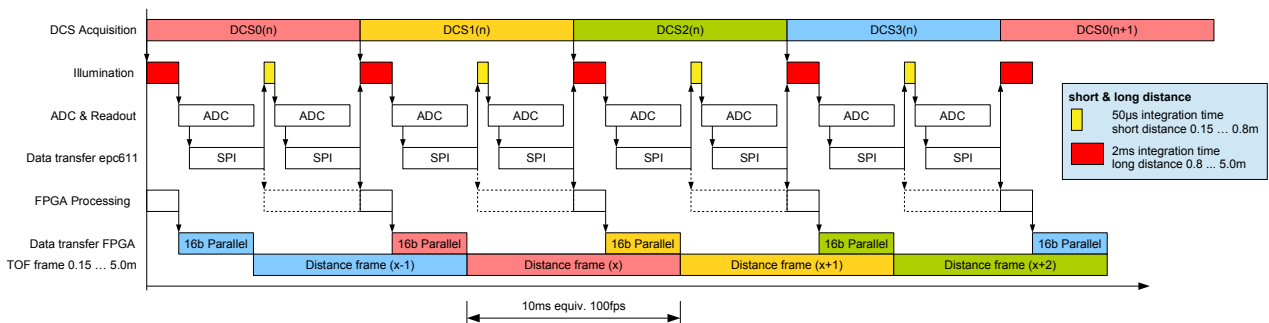 DCS Acquisition DCS0(n) DCS1(n) DCS2(n) DCS3(n) DCS0(n+1)
Illumination
short & long distance
50µs integration time
short distance 0.15 … 0.8m
2ms integration time
long distance 0.8 ... 5.0m
ADC & Readout ADC ADC ADC ADC ADC ADC ADC ADC
Data transfer epc611 SPI SPI SPI SPI SPI SPI SPI SPI
FPGA Processing
Data transfer FPGA 16b Parallel 16b Parallel 16b Parallel 16b Parallel 16b Parallel
TOF frame 0.15 … 5.0m Distance frame (x-1) Distance frame (x) Distance frame (x+1) Distance frame (x+2)
10ms equiv. 100fps